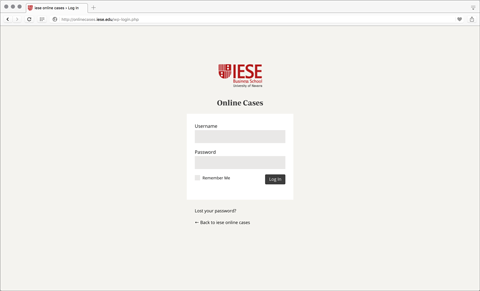 iese online cases › Log in
http://onlinecases.iese.edu/wp-login.php
IESE
Business School
University of Navarra
Online Cases
Username
Password
Remember Me
Log in
Lost your password?
← Back to iese online cases